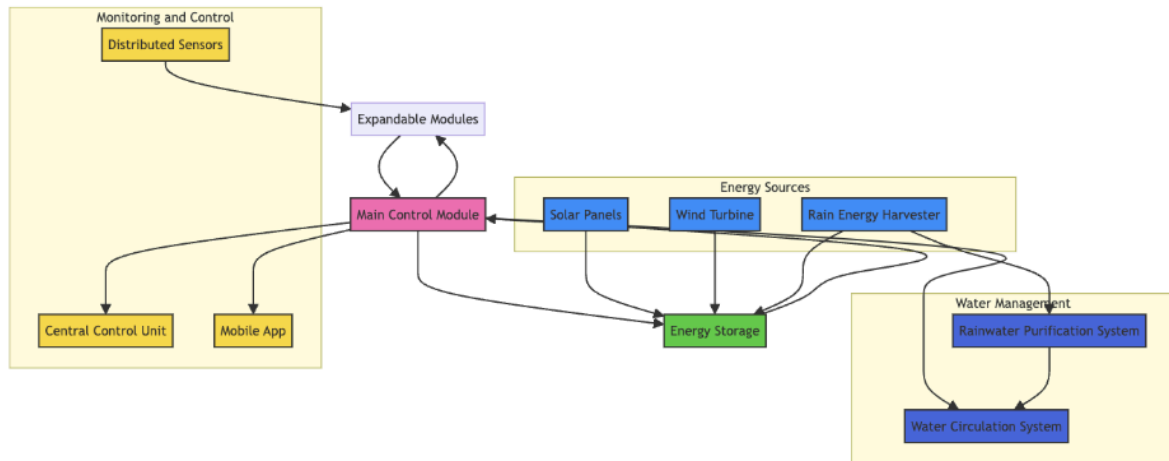 Monitoring and Control
Distributed Sensors
Expandable Modules
Energy Sources
Main Control Module
Solar Panels
Wind Turbine
Rain Energy Harvester
Water Management
Central Control Unit
Mobile App
Energy Storage
Rainwater Purification System
Water Circulation System